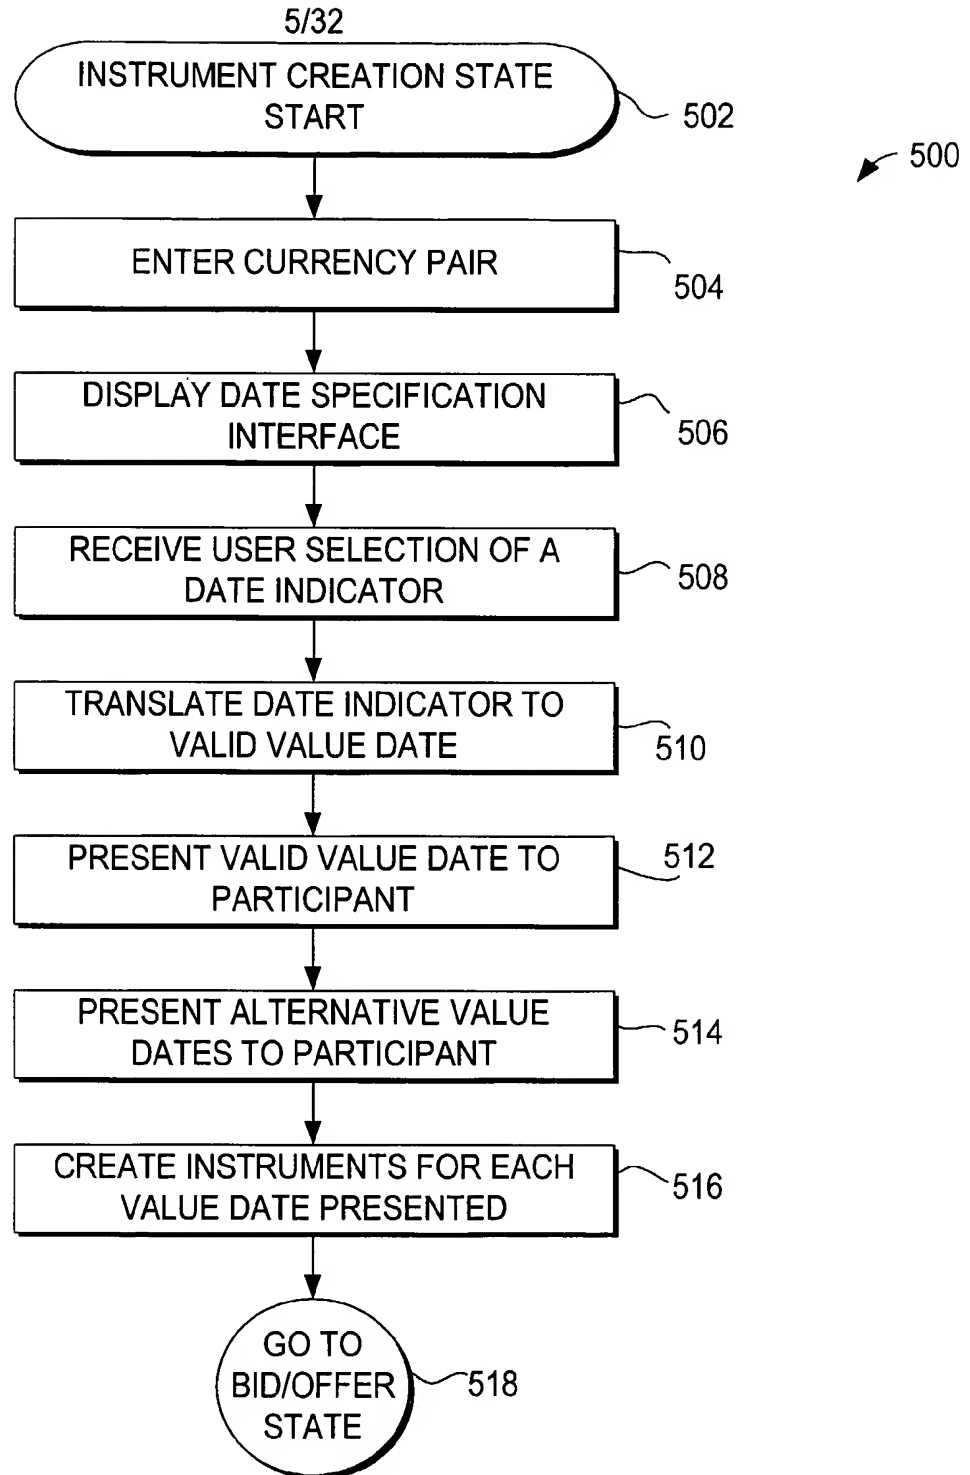 5/32
INSTRUMENT CREATION STATE
START
502
500
ENTER CURRENCY PAIR
504
DISPLAY DATE SPECIFICATION
INTERFACE
506
RECEIVE USER SELECTION OF A
DATE INDICATOR
508
TRANSLATE DATE INDICATOR TO
VALID VALUE DATE
510
PRESENT VALID VALUE DATE TO
PARTICIPANT
512
PRESENT ALTERNATIVE VALUE
DATES TO PARTICIPANT
514
CREATE INSTRUMENTS FOR EACH
VALUE DATE PRESENTED
516
GO TO
BID/OFFER
STATE
518